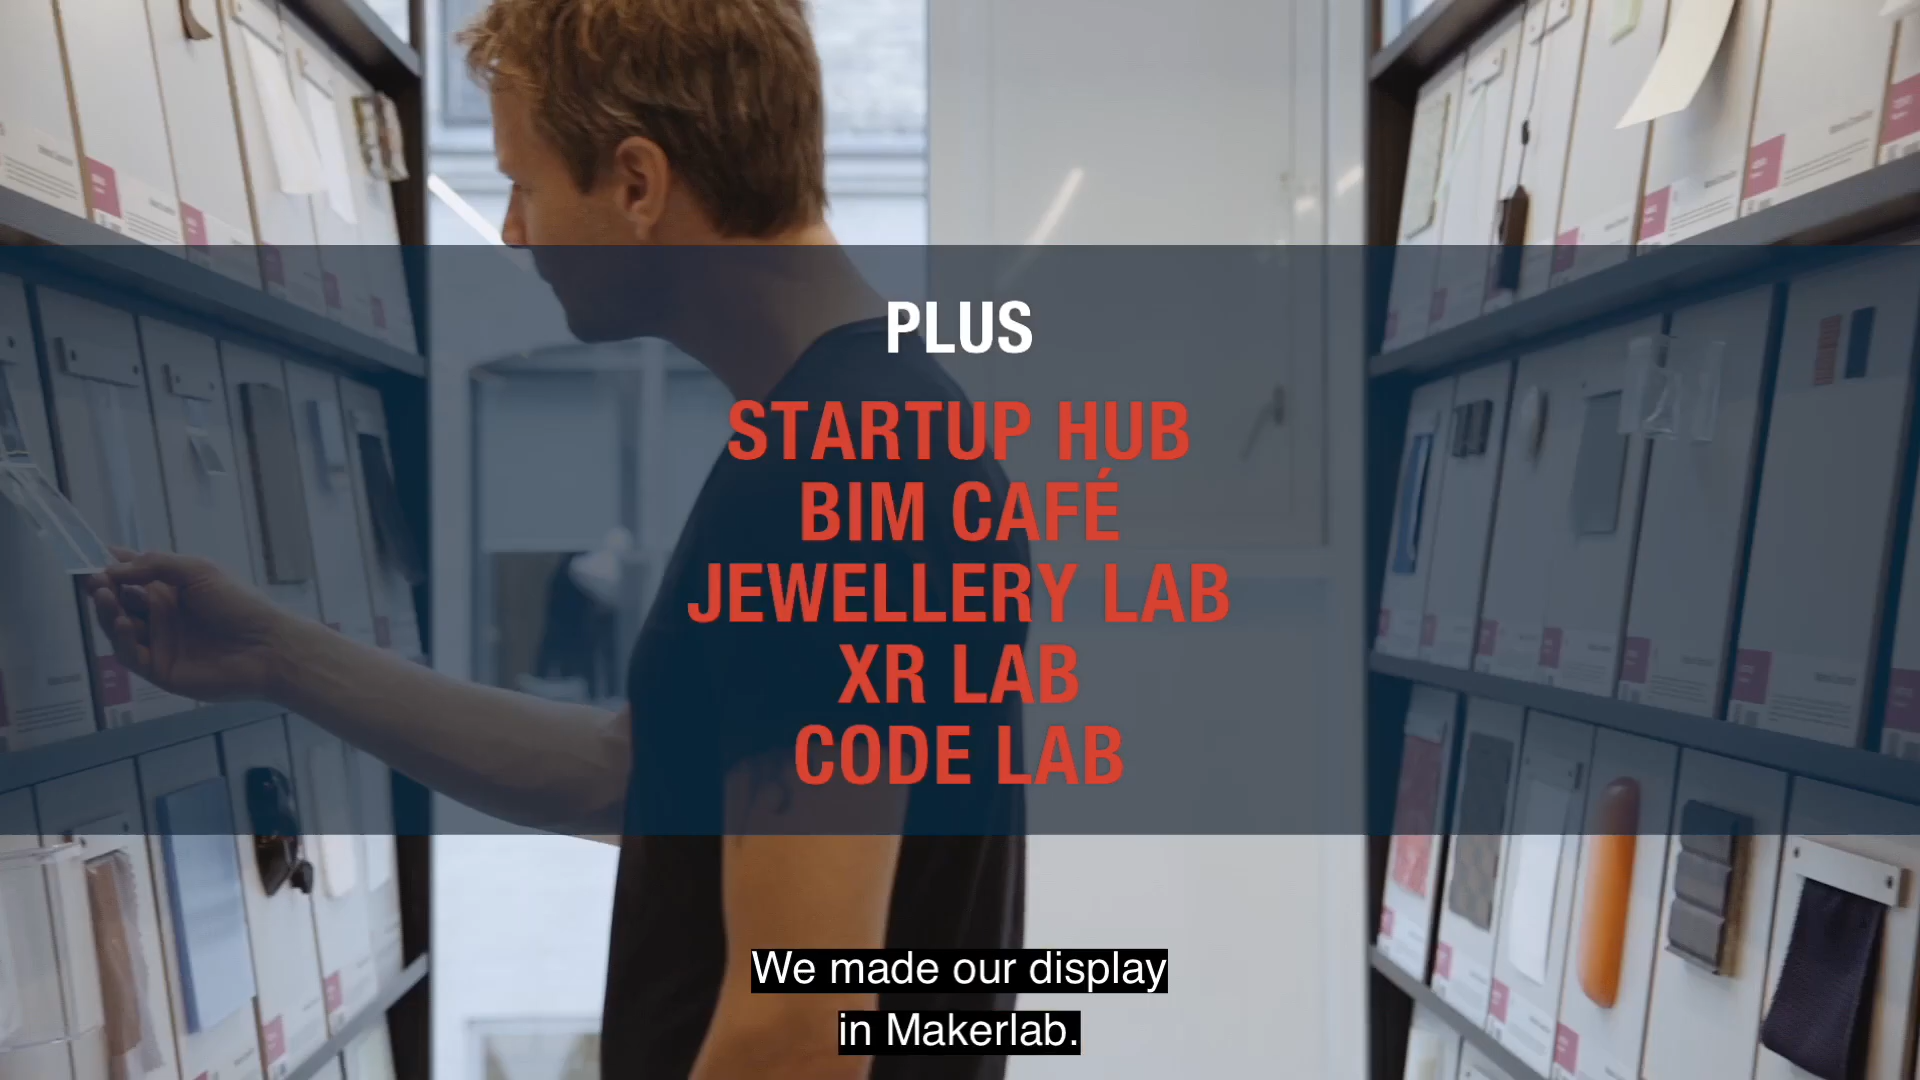 PLUS
STARTUP HUB
BIM CAFÉ
JEWELLERY LAB
XR LAB
CODE LAB
We made our display
in Makerlab.